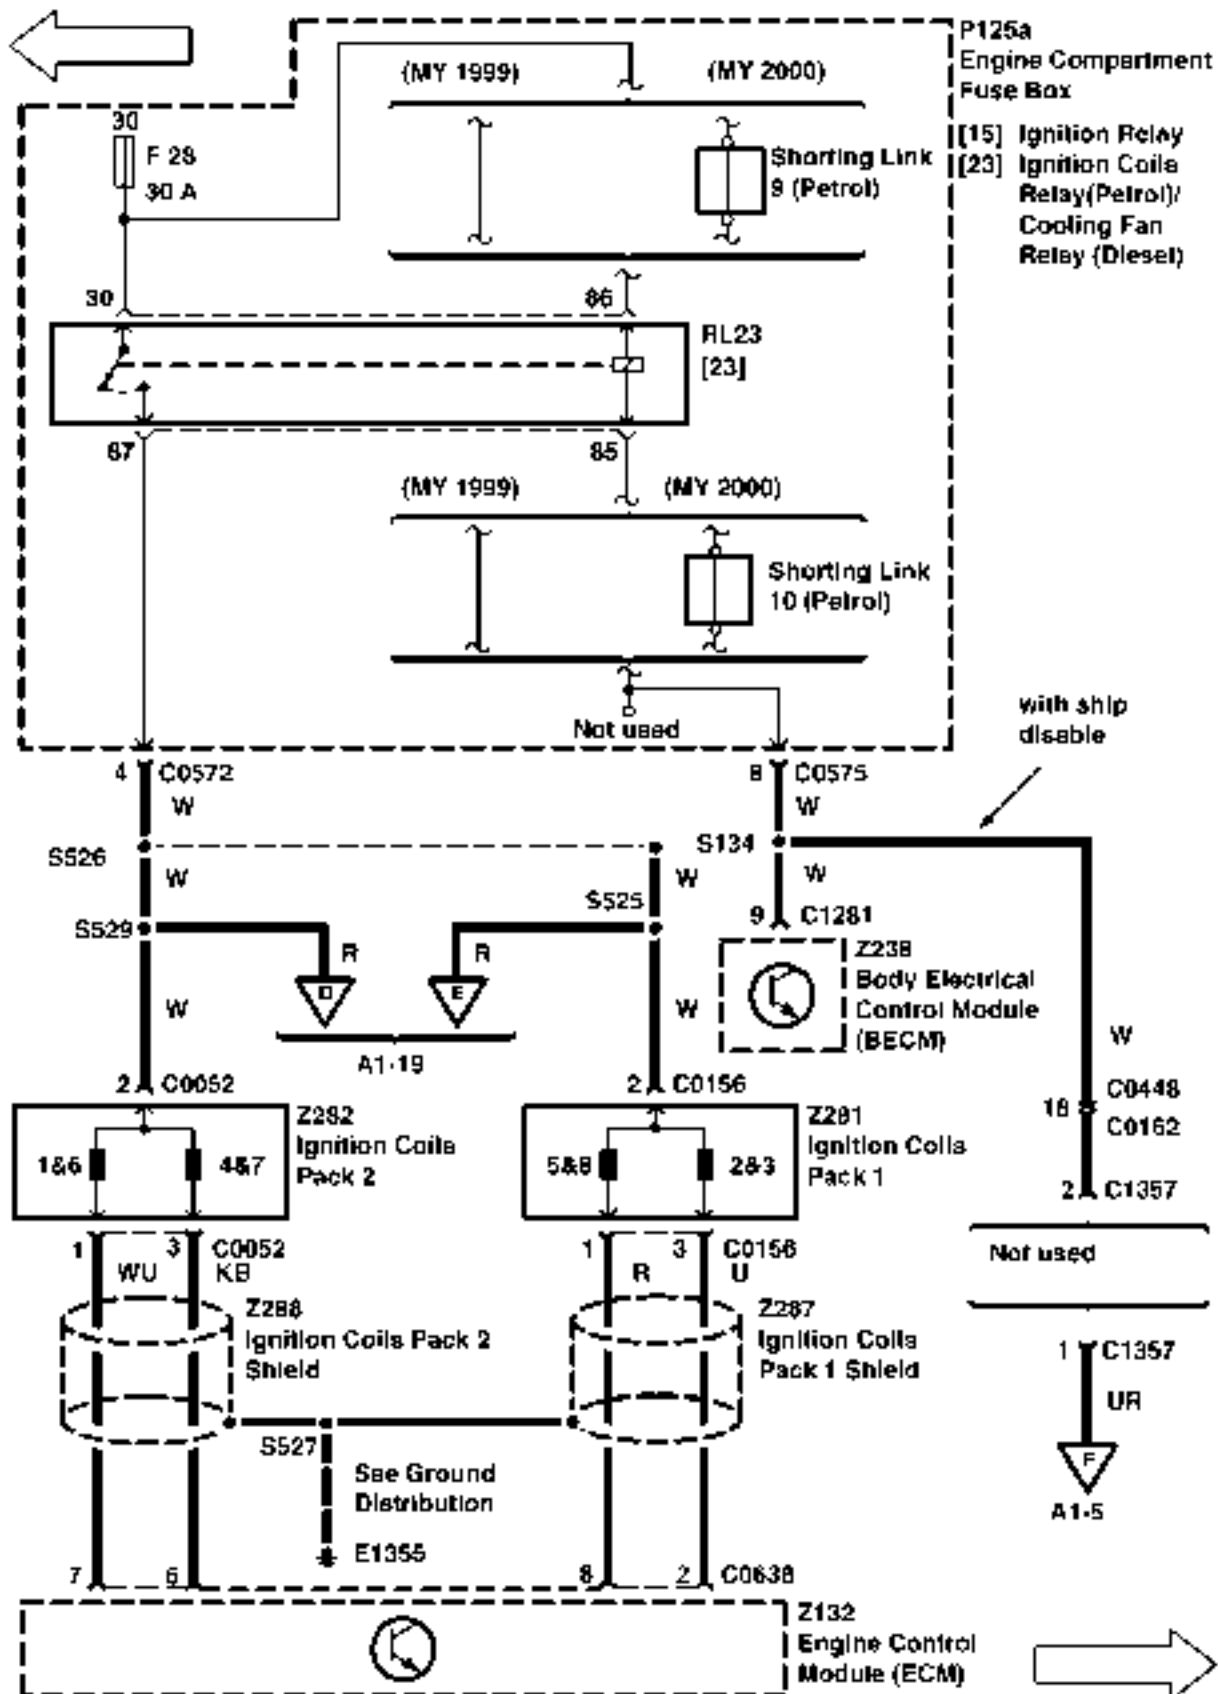 P125a
Engine Compartment
Fuse Box
[15] Ignition Relay
[23] Ignition Coils
Relay(Petrol)/
Cooling Fan
Relay (Diesel)
(MY 1999)
(MY 2000)
30
F 28
30 A
Shorting Link
9 (Petrol)
30
86
RL23
[23]
87
85
(MY 1999)
(MY 2000)
Shorting Link
10 (Petrol)
Not used
with ship
disable
4
C0572
8
C0575
W
W
S526
S134
W
W
W
S525
S529
9
C1281
R
R
Z238
Body Electrical
Control Module
(BECM)
D
E
W
W
W
A1-19
2
C0052
2
C0156
C0448
18
C0162
Z282
Ignition Coils
Pack 2
Z281
Ignition Coils
Pack 1
1&6
4&7
5&8
2&3
2
C1357
1
3
C0052
1
3
C0156
Not used
WU
KB
R
U
Z288
Ignition Coils Pack 2
Shield
Z287
Ignition Coils
Pack 1 Shield
1
C1357
UR
S527
See Ground
Distribution
F
A1-5
E1355
7
6
8
2
C0638
Z132
Engine Control
Module (ECM)